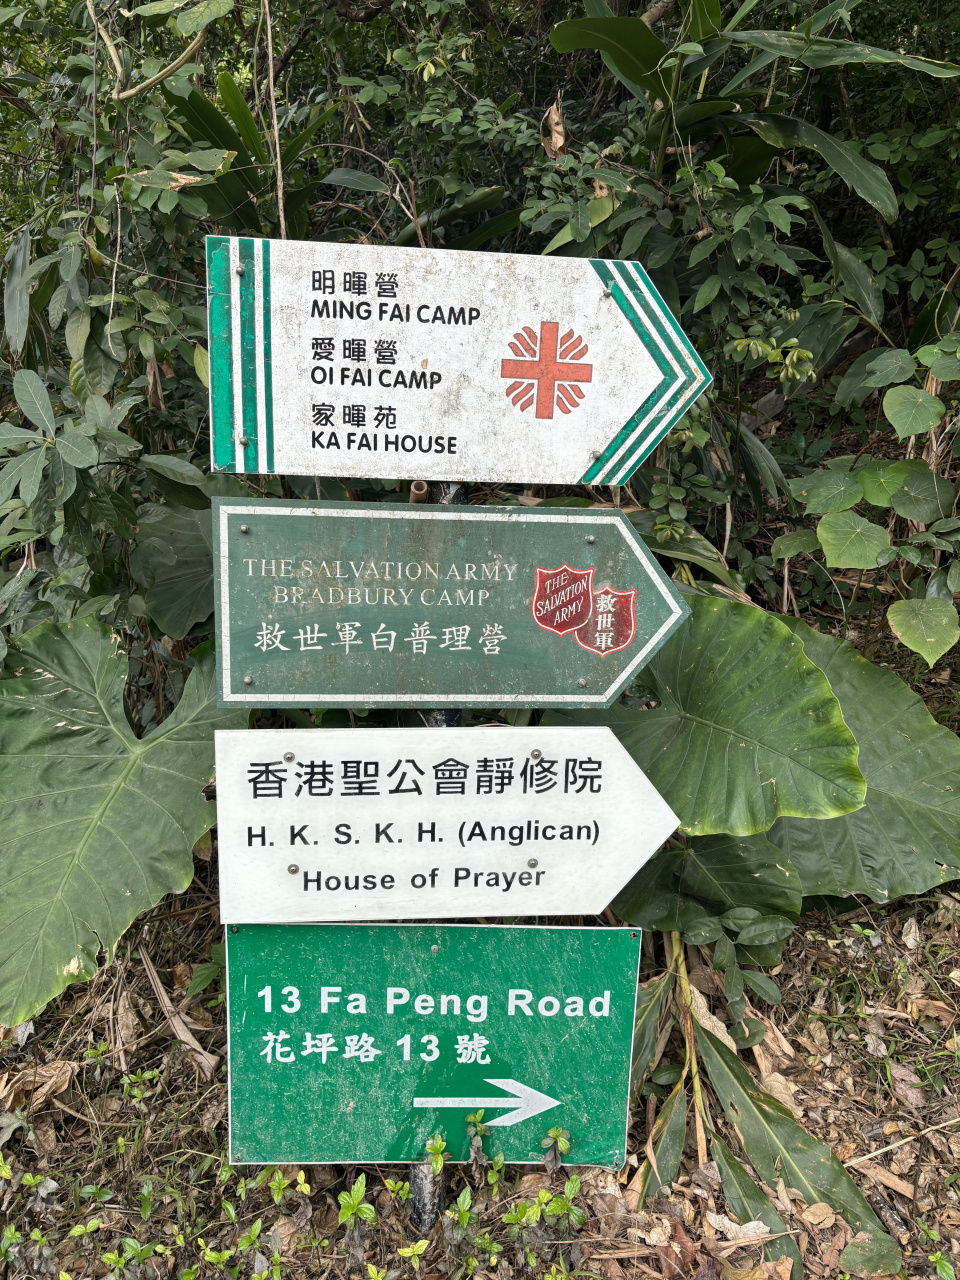 明暉營
MING FAI CAMP
愛暉營
OI FAI CAMP
家暉苑
KA FAI HOUSE
THE SALVATION ARMY
BRADBURY CAMP
救世軍白普理營
THE
SALVATION
ARMY
救
世
軍
香港聖公會靜修院
H. K. S. K. H. (Anglican)
House of Prayer
13 Fa Peng Road
花坪路 13 號